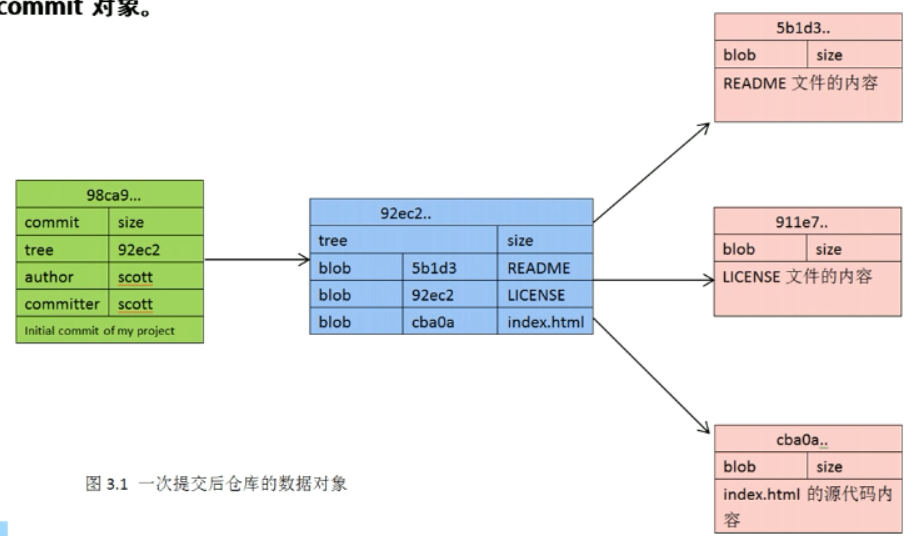 commit 对象。
98ca9...
commit size
tree 92ec2
author scott
committer scott
Initial commit of my project
92ec2..
tree size
blob 5b1d3 README
blob 92ec2 LICENSE
blob cba0a index.html
5b1d3..
blob size
README 文件的内容
911e7..
blob size
LICENSE 文件的内容
cba0a..
blob size
index.html 的源代码内
容
图 3.1 一次提交后仓库的数据对象